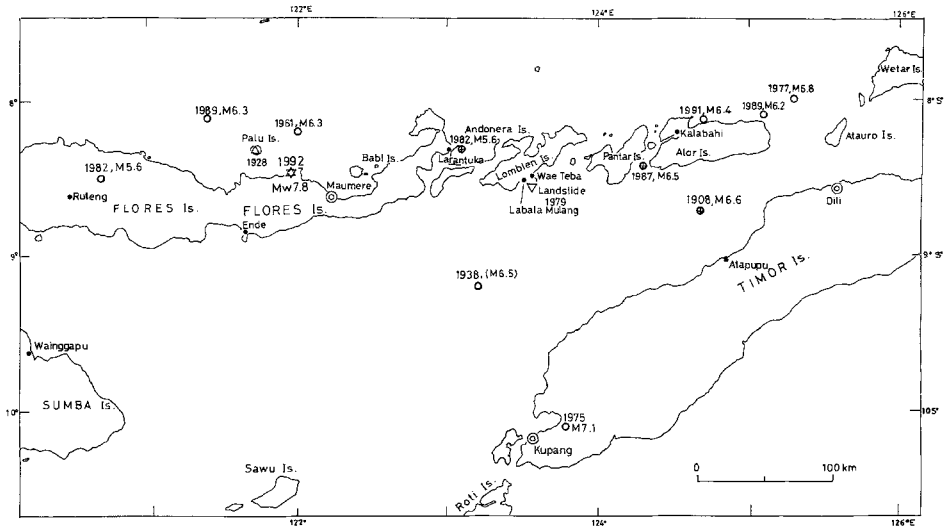 122°E
124°E
126°E
Wetar Is.
1977, M6.8
8°
8°S
1989, M6.3
1961, M6.3
1991, M6.4
1989, M6.2
Andonera Is.
Kalabahi
Atauro Is.
Palu Is.
1928
1982, M5.6
Larantuka
Babi Is.
Pantar Is.
Alor Is.
1982, M5.6
1992
Mw7.8
Lomblen Is.
Wae Teba
1987, M6.5
Maumere
Landslide
1979
Ruteng
Labala Mulang
Dili
FLORES Is.
FLORES Is.
1908, M6.6
Ende
9°
9°S
Atapupu
TIMOR Is.
1938, (M6.5)
Wainggapu
SUMBA Is.
10°
10S
1975
M7.1
Kupang
Sawu Is.
Roti Is.
0
100 km
122°
124°
126°E